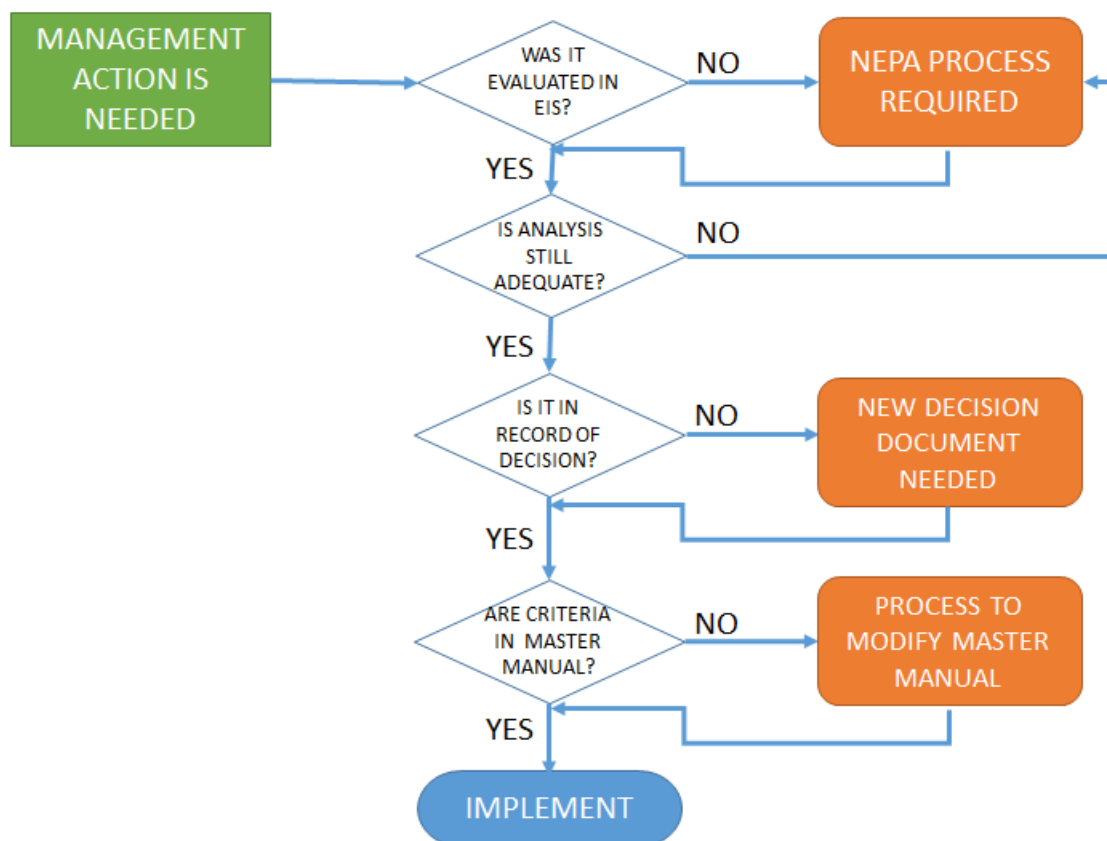 MANAGEMENT
ACTION IS
NEEDED
WAS IT
EVALUATED IN
EIS?
NO
NEPA PROCESS
REQUIRED
YES
IS ANALYSIS
STILL
ADEQUATE?
NO
YES
IS IT IN
RECORD OF
DECISION?
NO
NEW DECISION
DOCUMENT
NEEDED
YES
ARE CRITERIA
IN MASTER
MANUAL?
NO
PROCESS TO
MODIFY MASTER
MANUAL
YES
IMPLEMENT